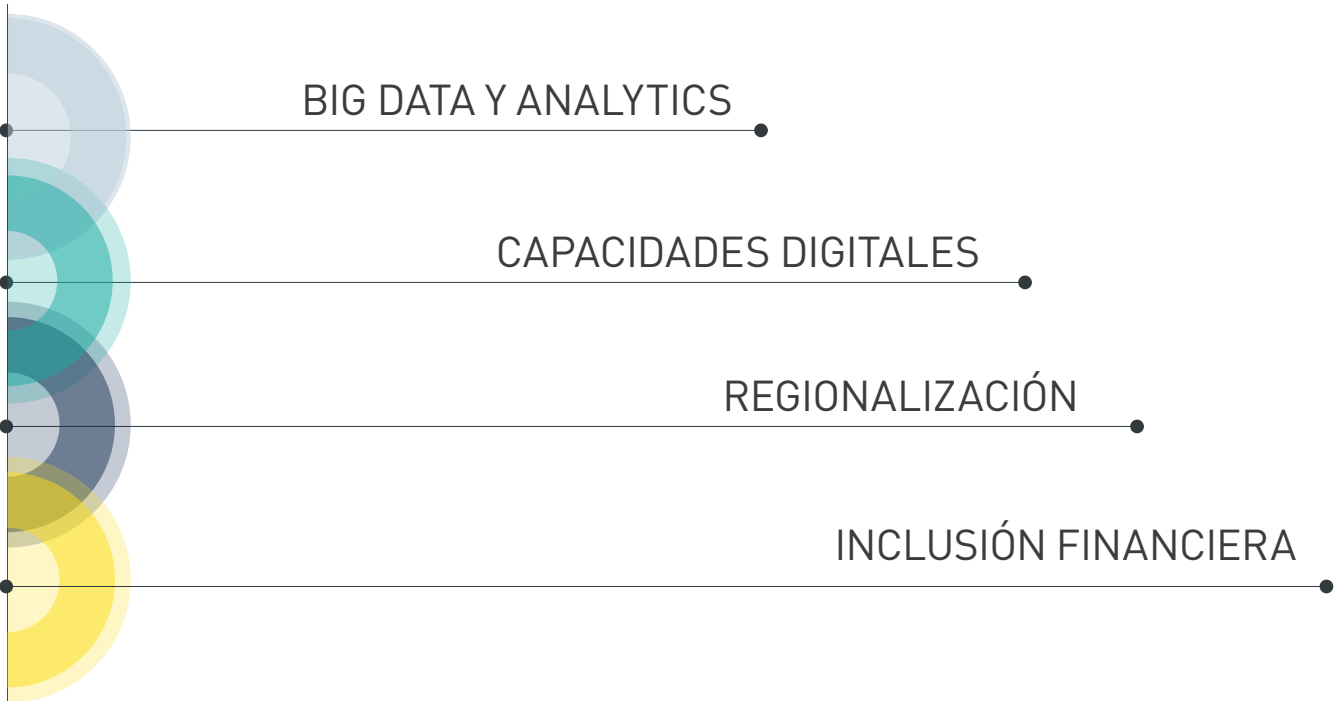 BIG DATA Y ANALYTICS
CAPACIDADES DIGITALES
REGIONALIZACIÓN
INCLUSIÓN FINANCIERA